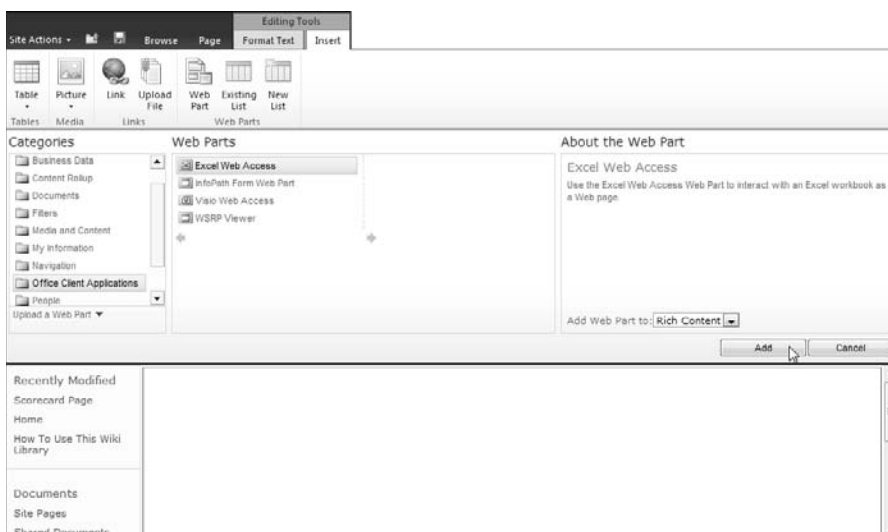 Editing Tools
Site Actions Browse Page Format Text Insert
Table Picture Link Upload File Web Part Existing List New List
Tables Media Links Web Parts
Categories
Business Data
Content Rollup
Documents
Filters
Media and Content
My Information
Navigation
Office Client Applications
People
Upload a Web Part
Web Parts
Excel Web Access
InfoPath Form Web Part
Visio Web Access
WSRP Viewer
About the Web Part
Excel Web Access
Use the Excel Web Access Web Part to interact with an Excel workbook as
a Web page.
Add Web Part to: Rich Content
Add Cancel
Recently Modified
Scorecard Page
Home
How To Use This Wiki
Library
Documents
Site Pages
Shared Documents